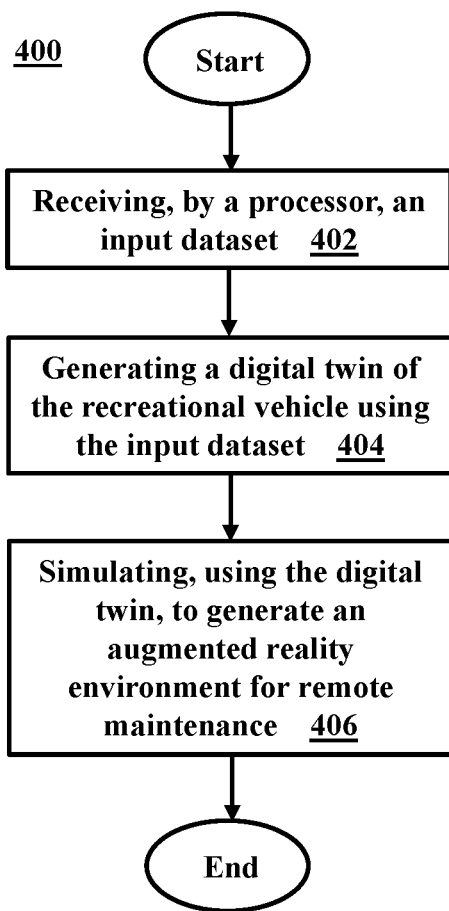 400
Start
Receiving, by a processor, an
input dataset 402
Generating a digital twin of
the recreational vehicle using
the input dataset 404
Simulating, using the digital
twin, to generate an
augmented reality
environment for remote
maintenance 406
End